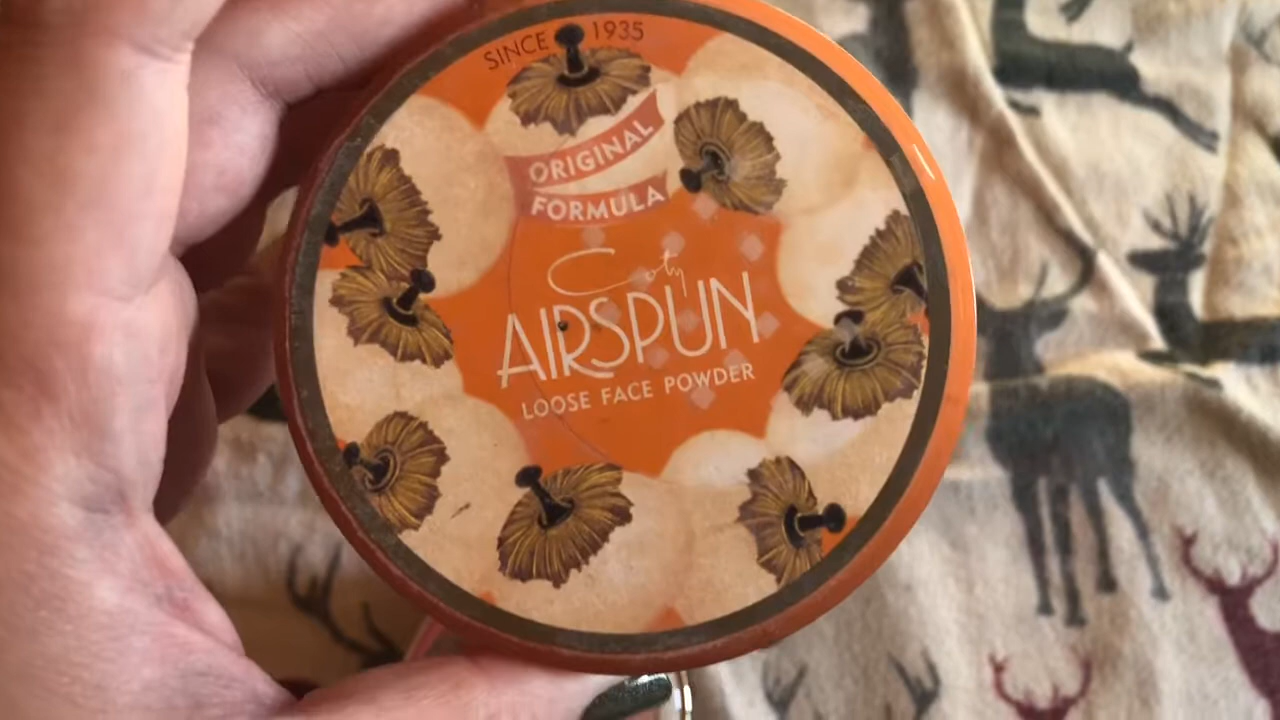 SINCE 1935
ORIGINAL
FORMULA
Coty
AIRSPUN
LOOSE FACE POWDER